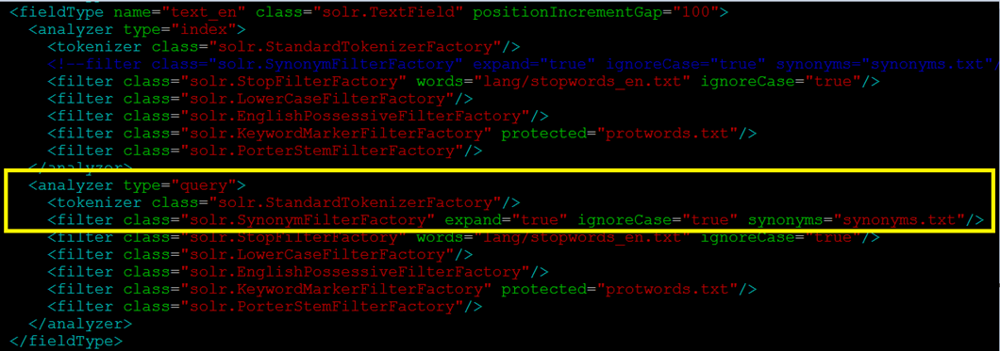 <fieldType name="text_en" class="solr.TextField" positionIncrementGap="100">
<analyzer type="index">
<tokenizer class="solr.StandardTokenizerFactory"/>
<!--filter class="solr.SynonymFilterFactory" expand="true" ignoreCase="true" synonyms="synonyms.txt"/
<filter class="solr.StopFilterFactory" words="lang/stopwords_en.txt" ignoreCase="true"/>
<filter class="solr.LowerCaseFilterFactory"/>
<filter class="solr.EnglishPossessiveFilterFactory"/>
<filter class="solr.KeywordMarkerFilterFactory" protected="protwords.txt"/>
<filter class="solr.PorterStemFilterFactory"/>
</analyzer>
<analyzer type="query">
<tokenizer class="solr.StandardTokenizerFactory"/>
<filter class="solr.SynonymFilterFactory" expand="true" ignoreCase="true" synonyms="synonyms.txt"/>
<filter class="solr.StopFilterFactory" words="lang/stopwords_en.txt" ignoreCase="true"/>
<filter class="solr.LowerCaseFilterFactory"/>
<filter class="solr.EnglishPossessiveFilterFactory"/>
<filter class="solr.KeywordMarkerFilterFactory" protected="protwords.txt"/>
<filter class="solr.PorterStemFilterFactory"/>
</analyzer>
</fieldType>